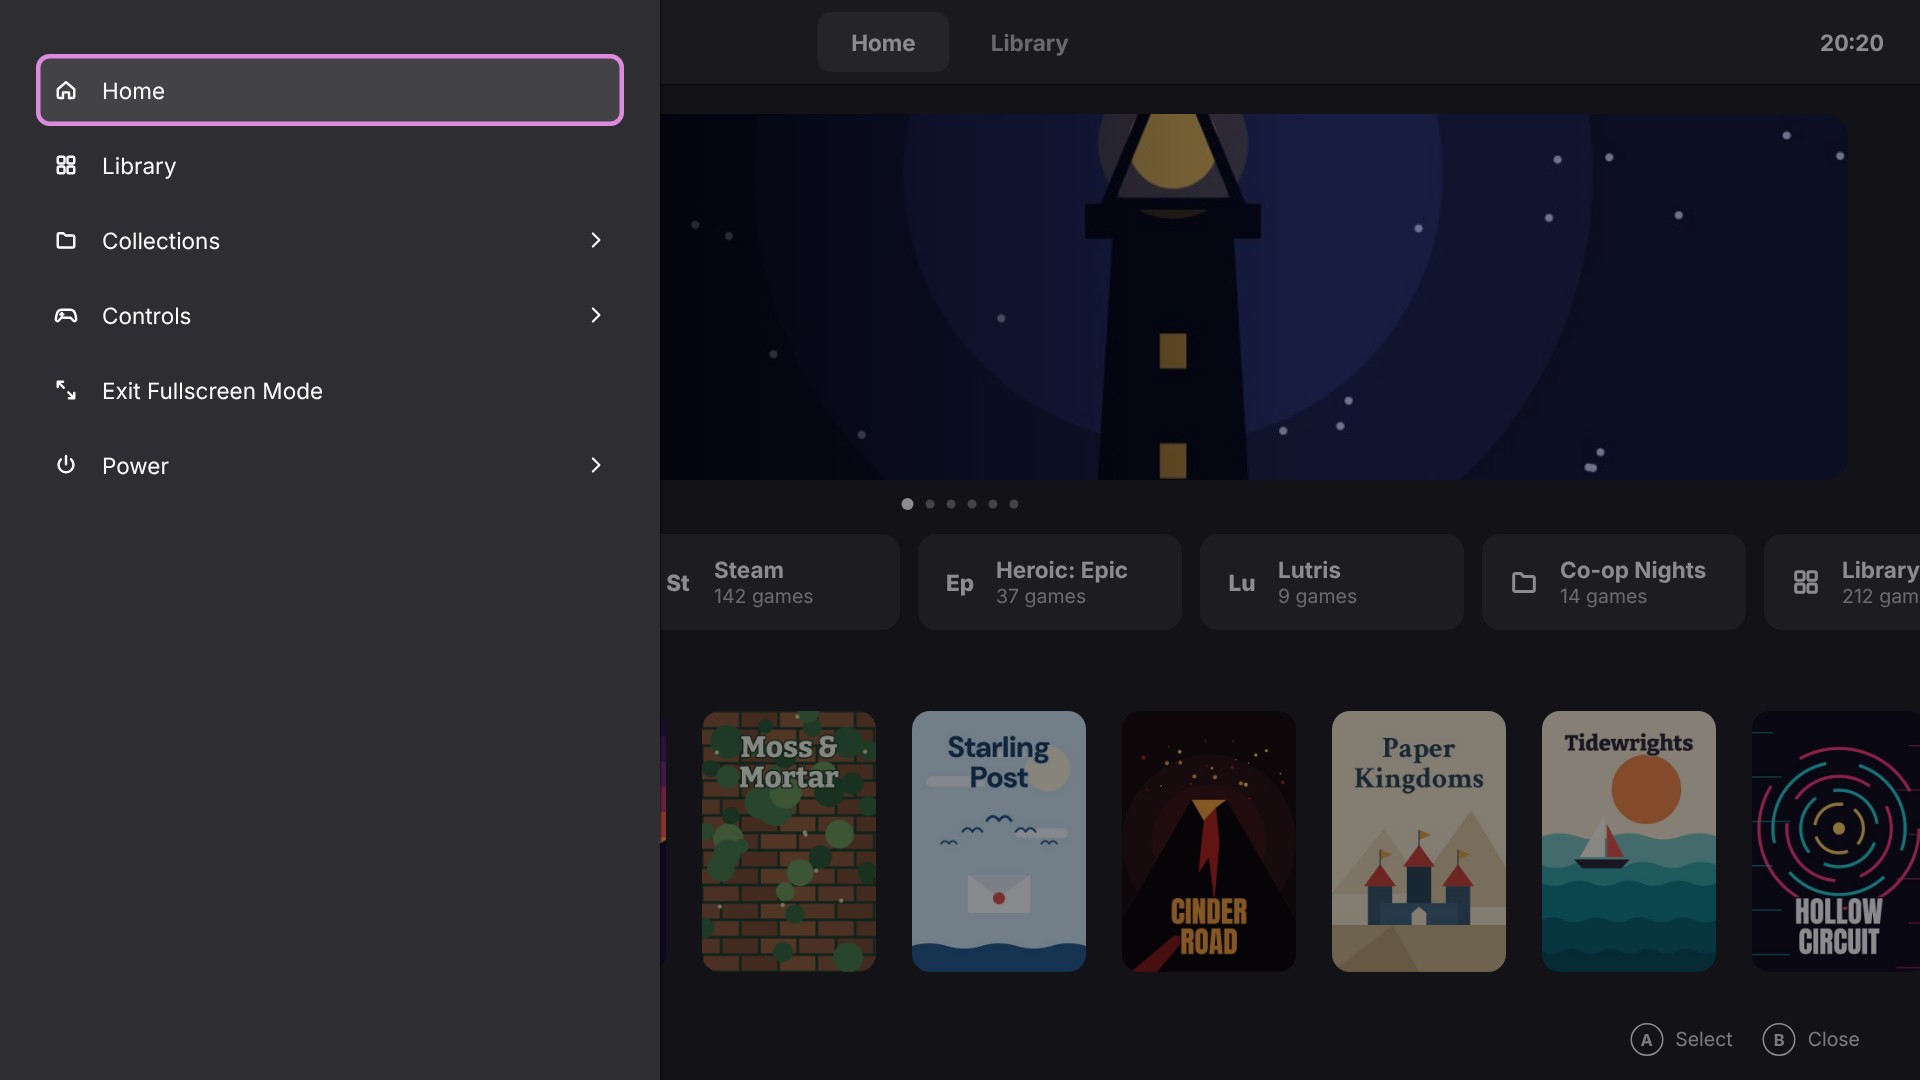 Home
Library
Collections
Controls
Exit Fullscreen Mode
Power
Home
Library
20:20
St
Steam
142 games
Ep
Heroic: Epic
37 games
Lu
Lutris
9 games
Co-op Nights
14 games
Library
212 gam
Moss &
Mortar
Starling
Post
CINDER
ROAD
Paper
Kingdoms
Tidewrights
HOLLOW
CIRCUIT
A Select
B Close